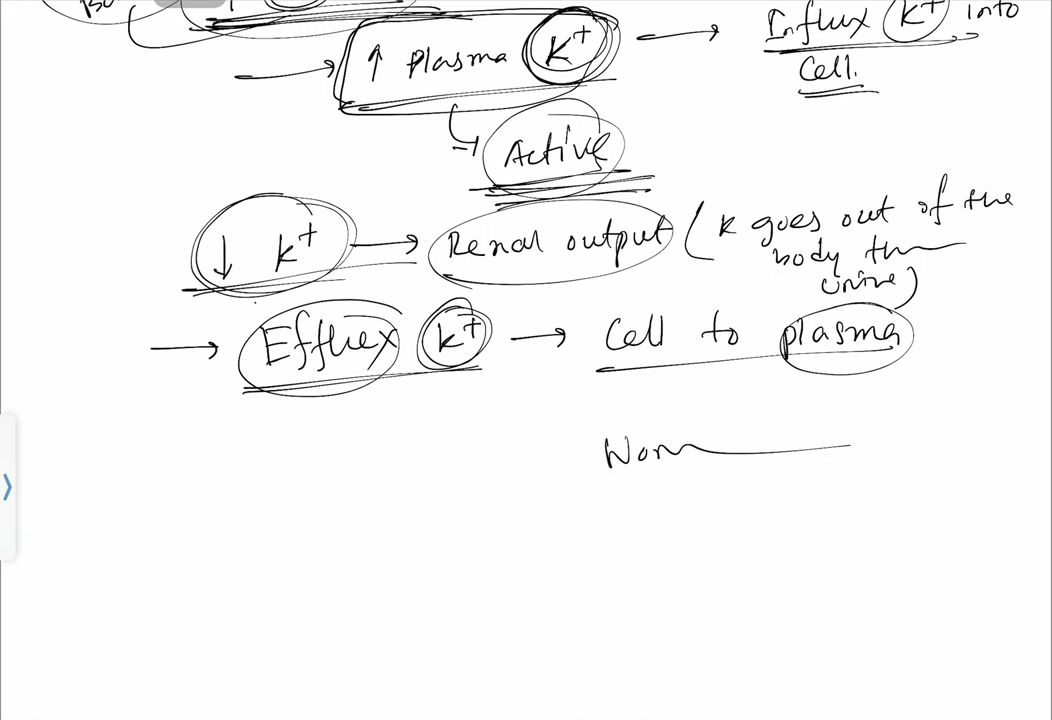 ↑ Plasma K⁺ → Influx K⁺ into
Cell.
Active
↓ K⁺ → Renal output (K goes out of the
body thr
urine)
→ Efflux K⁺ → Cell to plasma
Nor